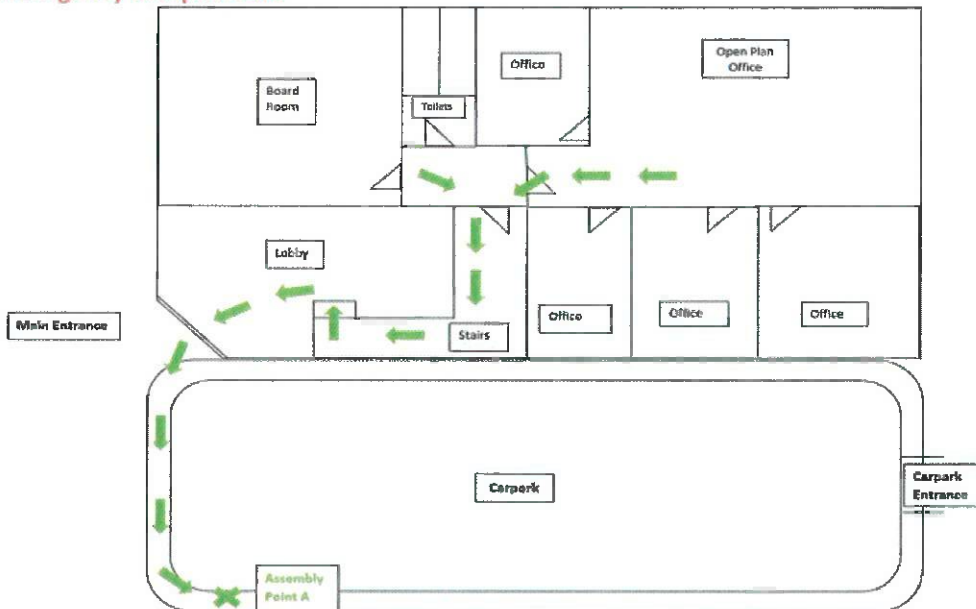 Office
Open Plan
Office
Board
Room
Toilets
Lobby
Main Entrance
Office
Office
Office
Stairs
Carpark
Carpark
Entrance
Assembly
Point A